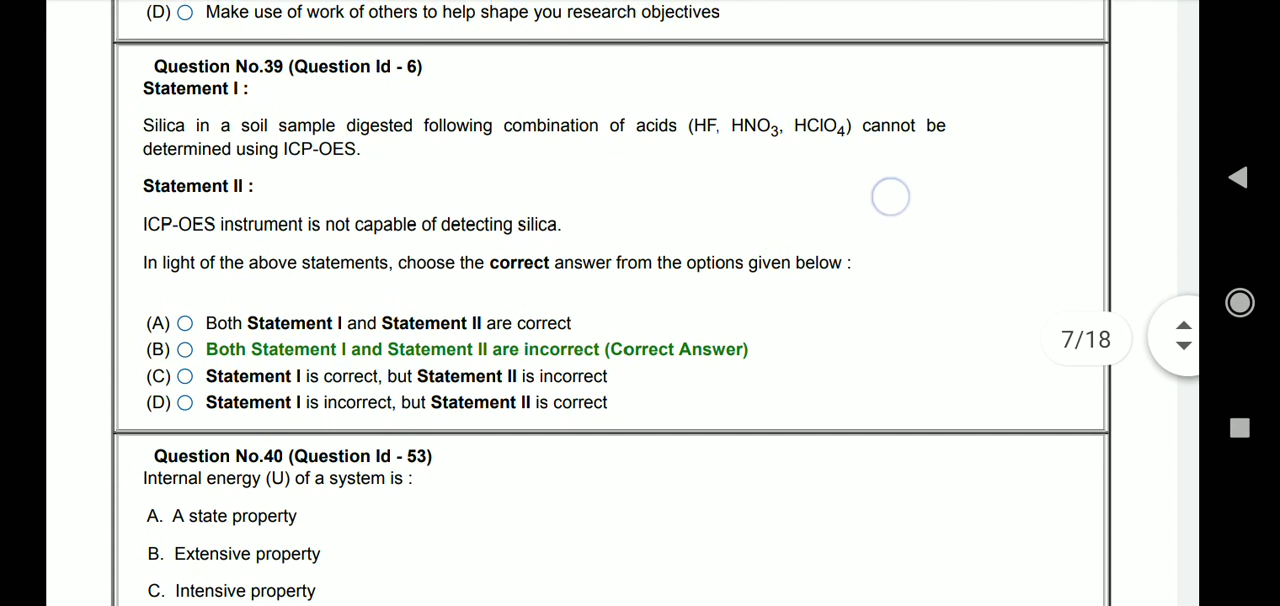 (D) Make use of work of others to help shape you research objectives
Question No.39 (Question Id - 6)
Statement I :
Silica in a soil sample digested following combination of acids (HF, HNO3, HClO4) cannot be
determined using ICP-OES.
Statement II :
ICP-OES instrument is not capable of detecting silica.
In light of the above statements, choose the correct answer from the options given below :
(A) Both Statement I and Statement II are correct
(B) Both Statement I and Statement II are incorrect (Correct Answer)
(C) Statement I is correct, but Statement II is incorrect
(D) Statement I is incorrect, but Statement II is correct
7/18
Question No.40 (Question Id - 53)
Internal energy (U) of a system is :
A. A state property
B. Extensive property
C. Intensive property